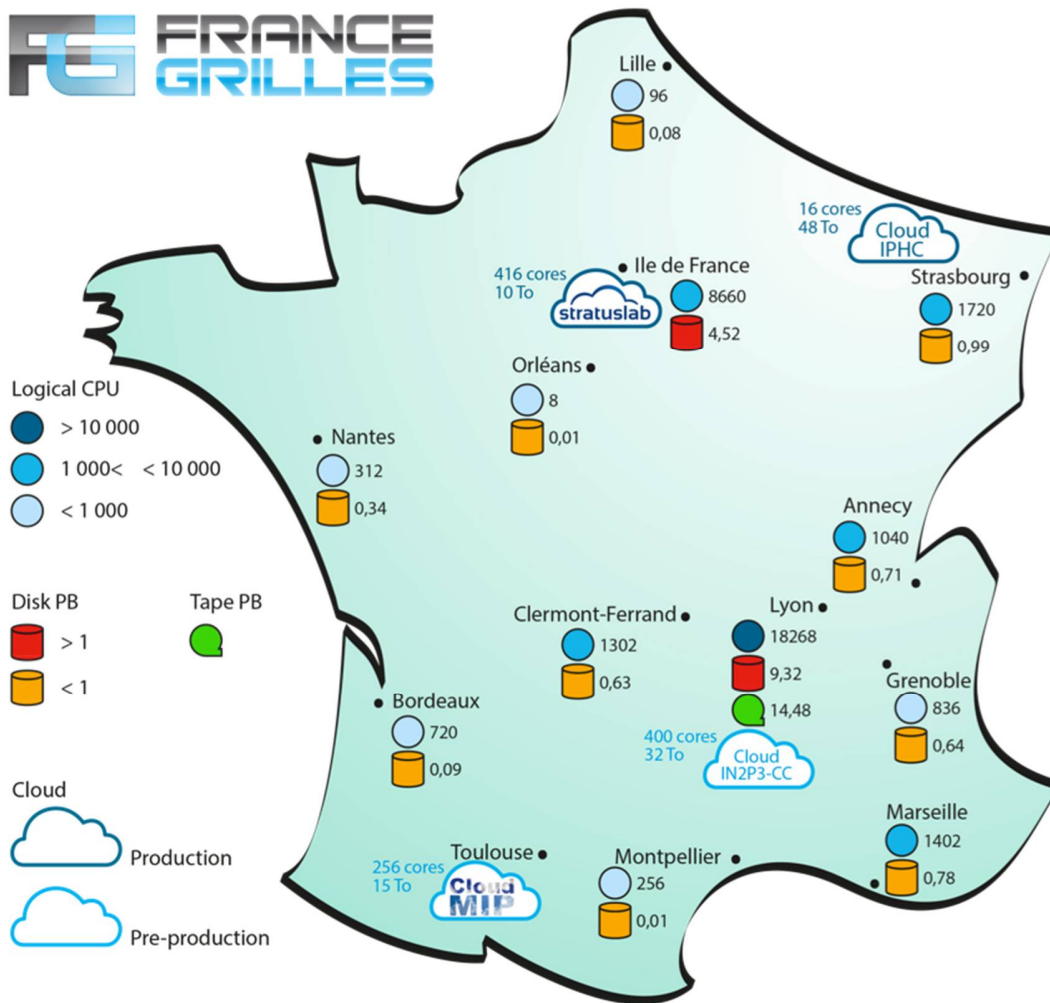 FG FRANCE
GRILLES
Lille
96
0,08
16 cores
48 To
Cloud
IPHC
Strasbourg
1720
0,99
416 cores
10 To
stratuslab
Ile de France
8660
4,52
Orléans
8
0,01
Logical CPU
> 10 000
1 000< < 10 000
< 1 000
Nantes
312
0,34
Annecy
1040
0,71
Disk PB
> 1
< 1
Tape PB
Clermont-Ferrand
1302
0,63
Lyon
18268
9,32
14,48
400 cores
32 To
Cloud
IN2P3-CC
Grenoble
836
0,64
Bordeaux
720
0,09
Cloud
Production
Pre-production
256 cores
15 To
Toulouse
Cloud
MIP
Montpellier
256
0,01
Marseille
1402
0,78